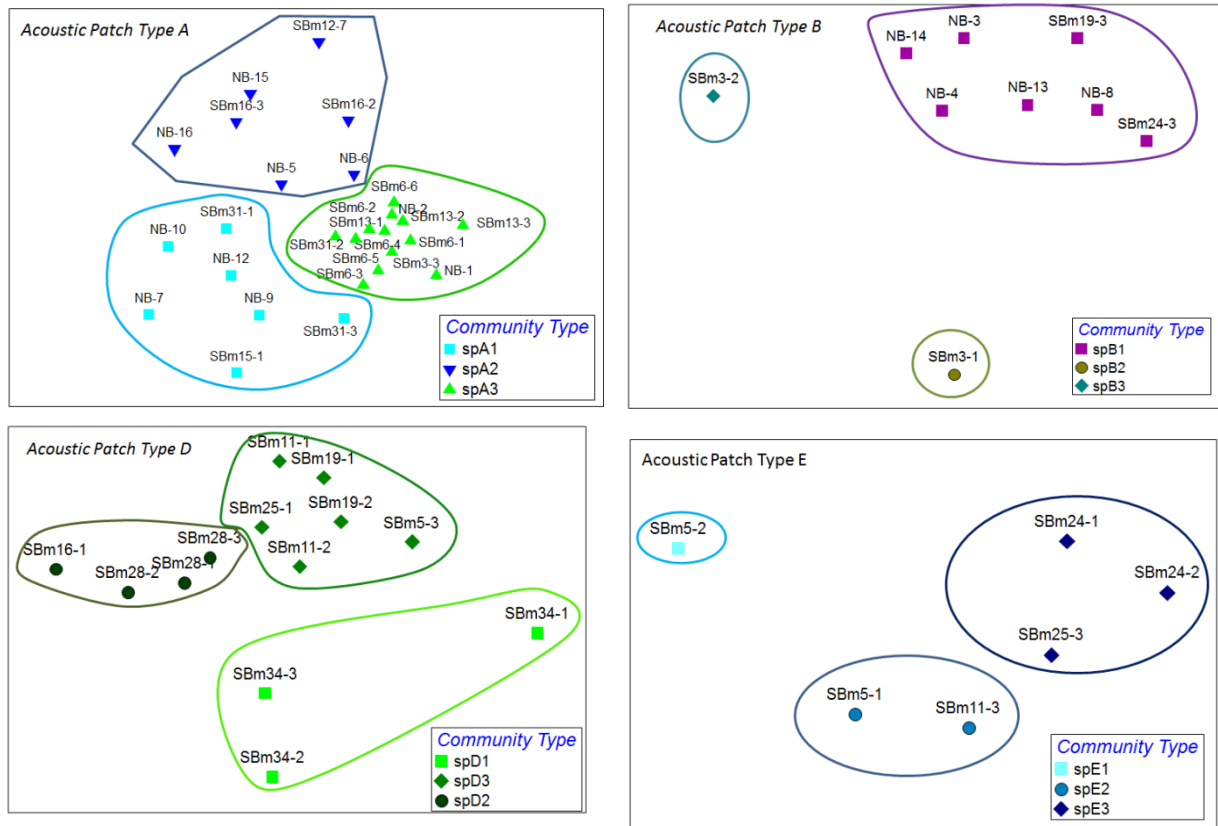 Acoustic Patch Type A
SBm12-7
NB-15
SBm16-3
SBm16-2
NB-16
NB-5
NB-6
SBm6-6
SBm6-2
NB-2
SBm13-1
SBm13-2
SBm13-3
SBm31-2
SBm6-4
SBm6-1
SBm6-5
SBm3-3
SBm6-3
NB-1
SBm31-1
NB-10
NB-12
NB-7
NB-9
SBm31-3
SBm15-1
Community Type
spA1
spA2
spA3
Acoustic Patch Type B
NB-3
SBm19-3
NB-14
SBm3-2
NB-4
NB-13
NB-8
SBm24-3
SBm3-1
Community Type
spB1
spB2
spB3
Acoustic Patch Type D
SBm11-1
SBm19-1
SBm25-1
SBm19-2
SBm5-3
SBm11-2
SBm28-3
SBm16-1
SBm28-2
SBm28-1
SBm34-1
SBm34-3
SBm34-2
Community Type
spD1
spD3
spD2
Acoustic Patch Type E
SBm5-2
SBm24-1
SBm24-2
SBm25-3
SBm5-1
SBm11-3
Community Type
spE1
spE2
spE3